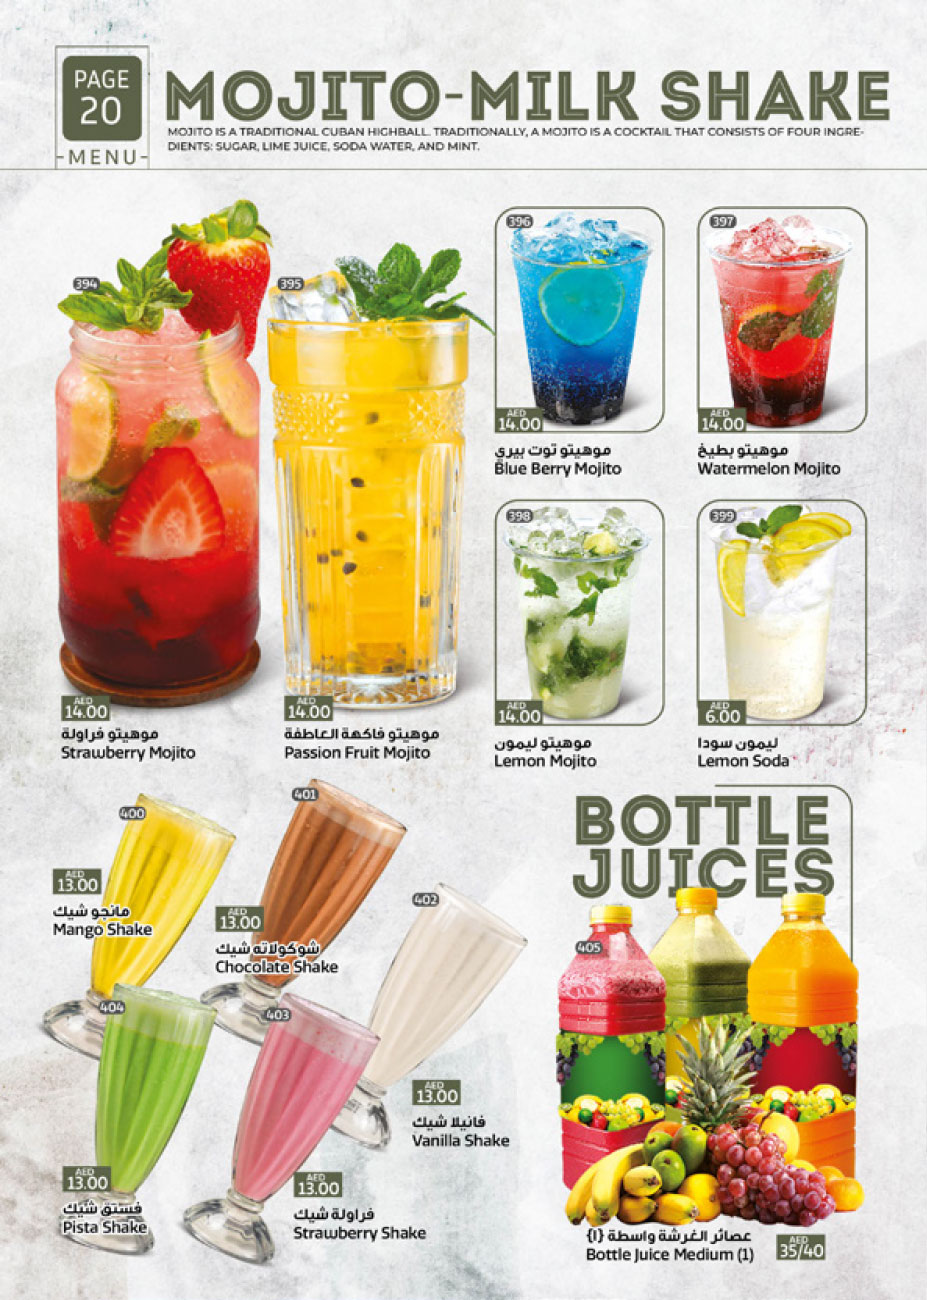 PAGE
20
-MENU-
MOJITO-MILK SHAKE
MOJITO IS A TRADITIONAL CUBAN HIGHBALL. TRADITIONALLY, A MOJITO IS A COCKTAIL THAT CONSISTS OF FOUR INGRE-
DIENTS: SUGAR, LIME JUICE, SODA WATER, AND MINT.
394
AED
14.00
موهيتو فراولة
Strawberry Mojito
395
AED
14.00
موهيتو فاكهة العاطفة
Passion Fruit Mojito
396
AED
14.00
موهيتو توت بيري
Blue Berry Mojito
397
AED
14.00
موهيتو بطيخ
Watermelon Mojito
398
AED
14.00
موهيتو ليمون
Lemon Mojito
399
AED
6.00
ليمون سودا
Lemon Soda
400
AED
13.00
مانجو شيك
Mango Shake
401
AED
13.00
شوكولاته شيك
Chocolate Shake
402
AED
13.00
فانيلا شيك
Vanilla Shake
404
AED
13.00
فستق شيك
Pista Shake
403
AED
13.00
فراولة شيك
Strawberry Shake
BOTTLE
JUICES
405
عصائر الغرشة واسطة {١}
Bottle Juice Medium (1)
AED
35/40